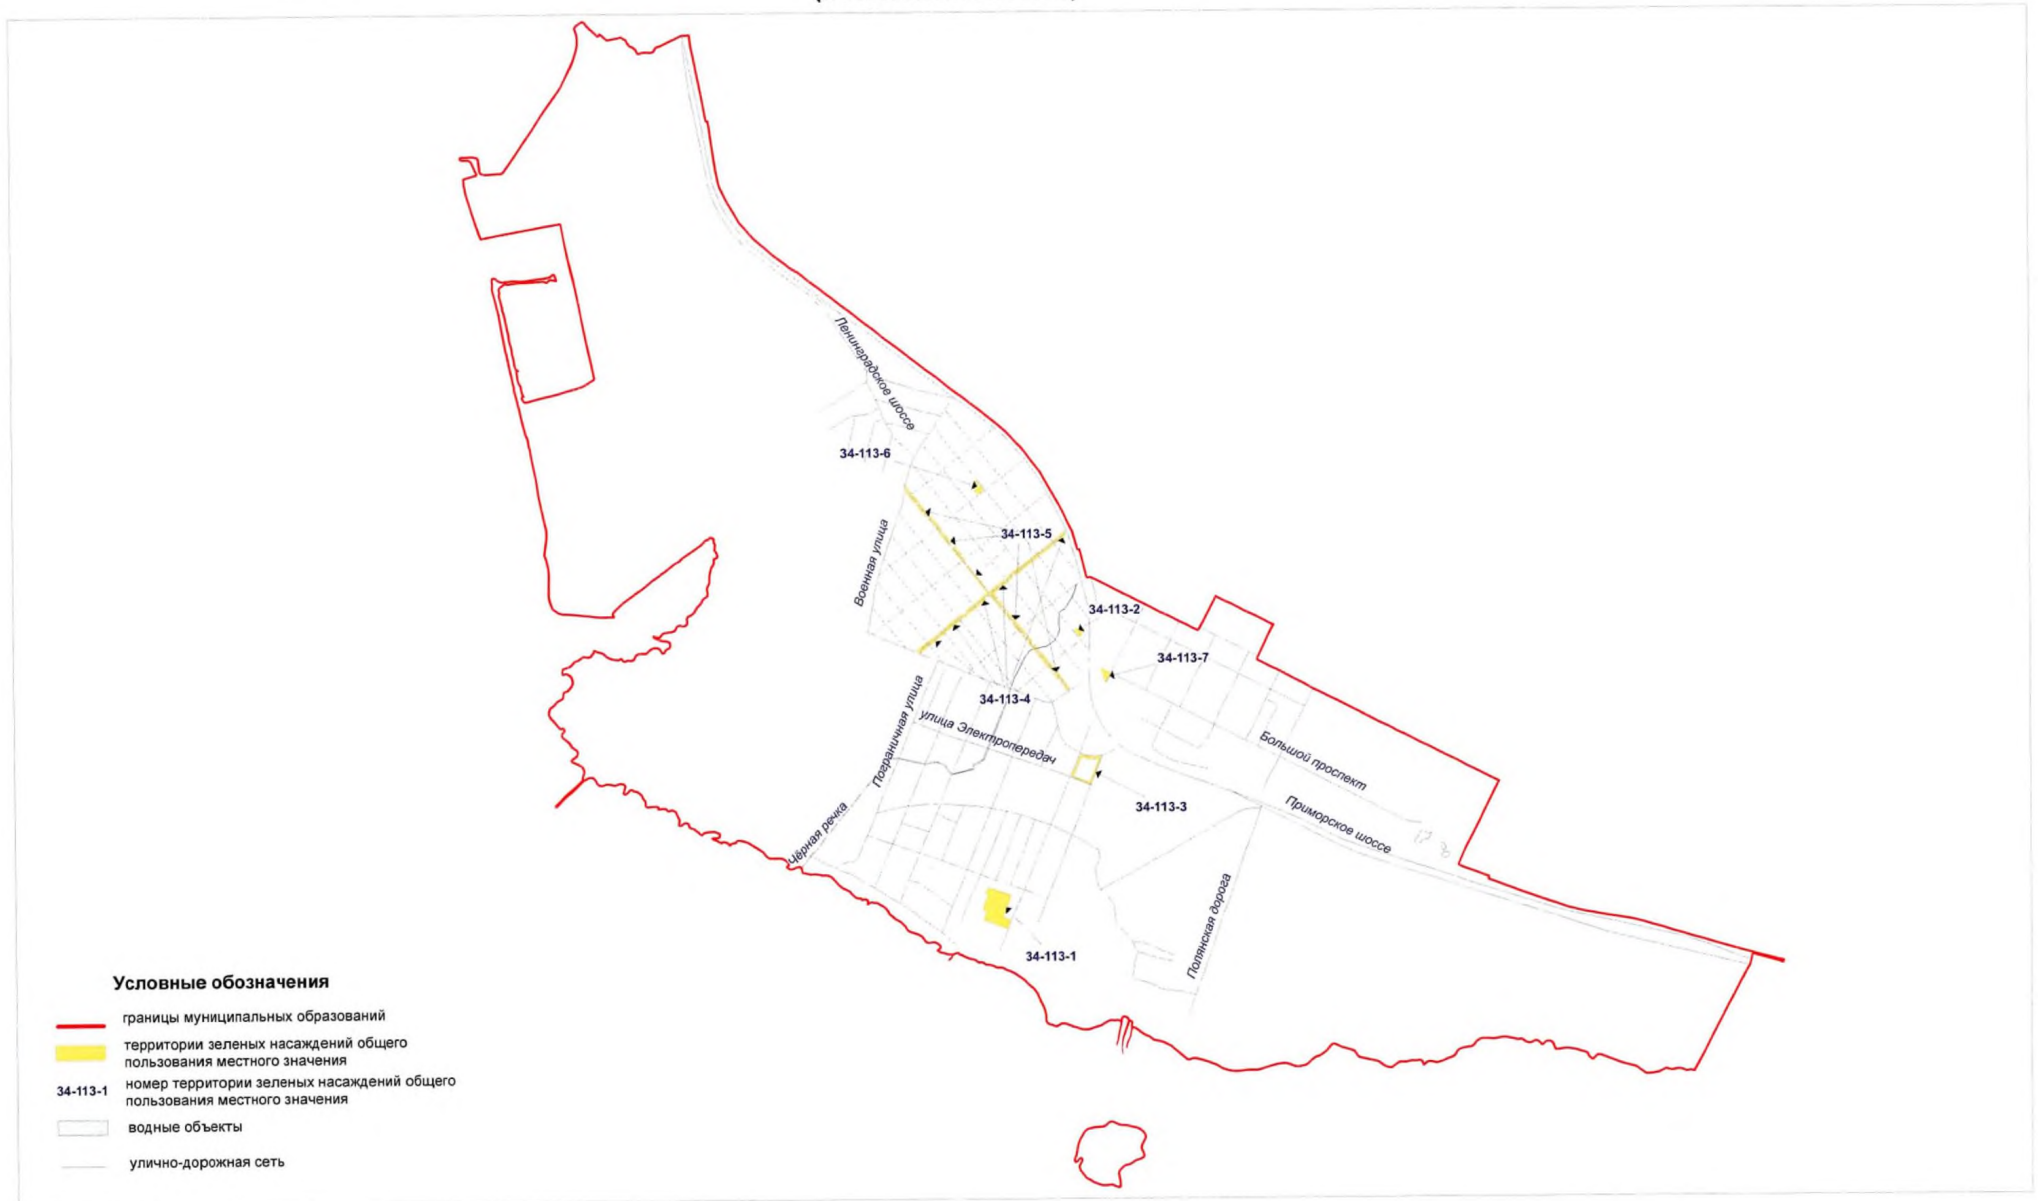 Ленинградское шоссе
34-113-6
34-113-5
Военная улица
34-113-2
34-113-7
34-113-4
Пограничная улица
улица Электропередач
Большой проспект
34-113-3
Приморское шоссе
Чёрная речка
Полянская дорога
34-113-1
Условные обозначения
границы муниципальных образований
территории зеленых насаждений общего
пользования местного значения
34-113-1
номер территории зеленых насаждений общего
пользования местного значения
водные объекты
улично-дорожная сеть